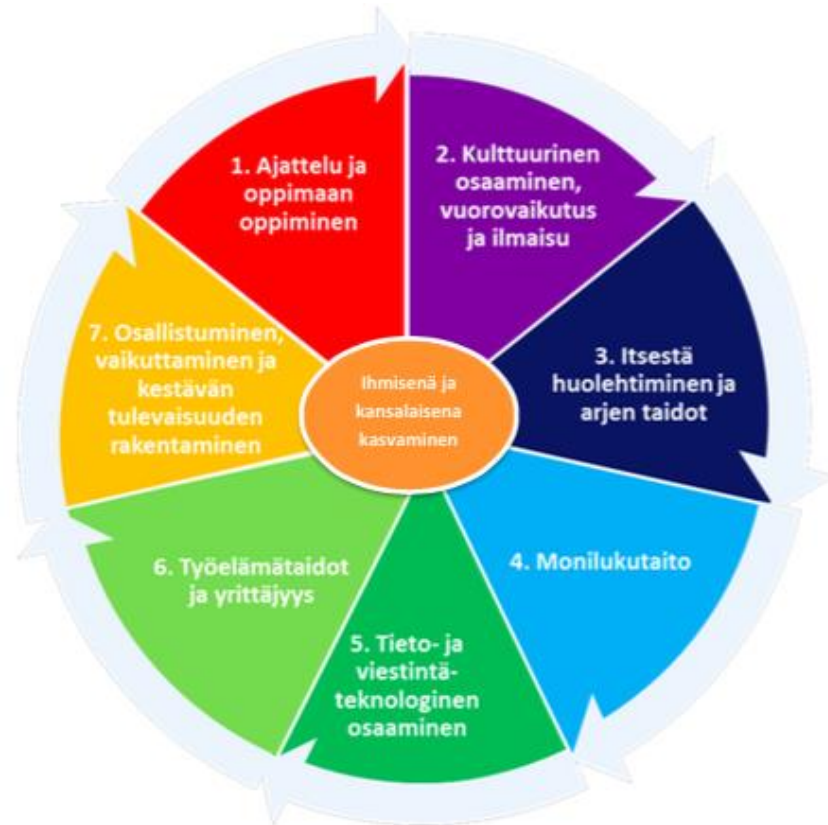 1. Ajattelu ja
oppimaan
oppiminen
2. Kulttuurinen
osaaminen,
vuorovaikutus
ja ilmaisu
3. Itsestä
huolehtiminen ja
arjen taidot
4. Monilukutaito
5. Tieto- ja
viestintä-
teknologinen
osaaminen
6. Työelämätaidot
ja yrittäjyys
7. Osallistuminen,
vaikuttaminen ja
kestävän
tulevaisuuden
rakentaminen
Ihmisenä ja
kansalaisena
kasvaminen